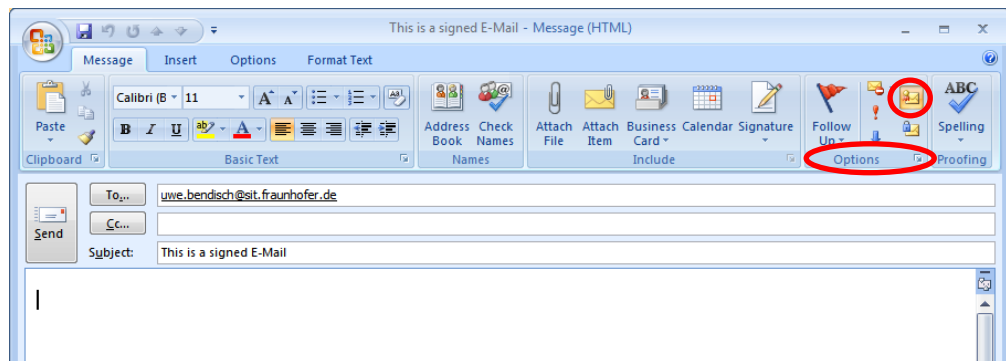 This is a signed E-Mail - Message (HTML)
Message Insert Options Format Text
Calibri (B 11 A A
Paste B I U ab A Address Book Check Names Attach File Attach Item Business Card Calendar Signature Follow Up ABC Spelling
Clipboard Basic Text Names Include Options Proofing
To... uwe.bendisch@sit.fraunhofer.de
Send Cc...
Subject: This is a signed E-Mail